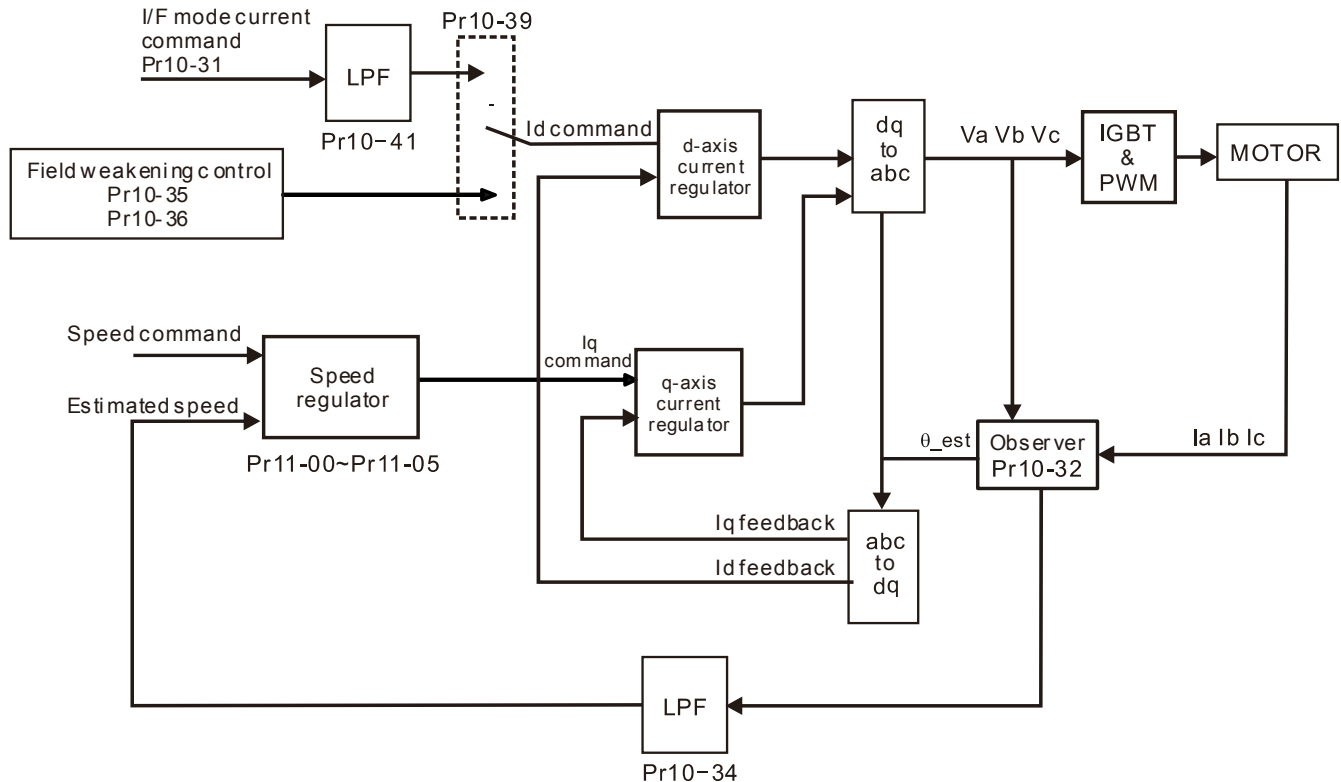 I/F mode current
command
Pr10-31
LPF
Pr10-41
Pr10-39
-
Id command
Field weakening control
Pr10-35
Pr10-36
d-axis
current
regulator
dq
to
abc
Va Vb Vc
IGBT
&
PWM
MOTOR
Speed command
Estimated speed
Speed
regulator
Pr11-00~Pr11-05
Iq
command
q-axis
current
regulator
θ_est
Observer
Pr10-32
Ia Ib Ic
Iq feedback
Id feedback
abc
to
dq
LPF
Pr10-34